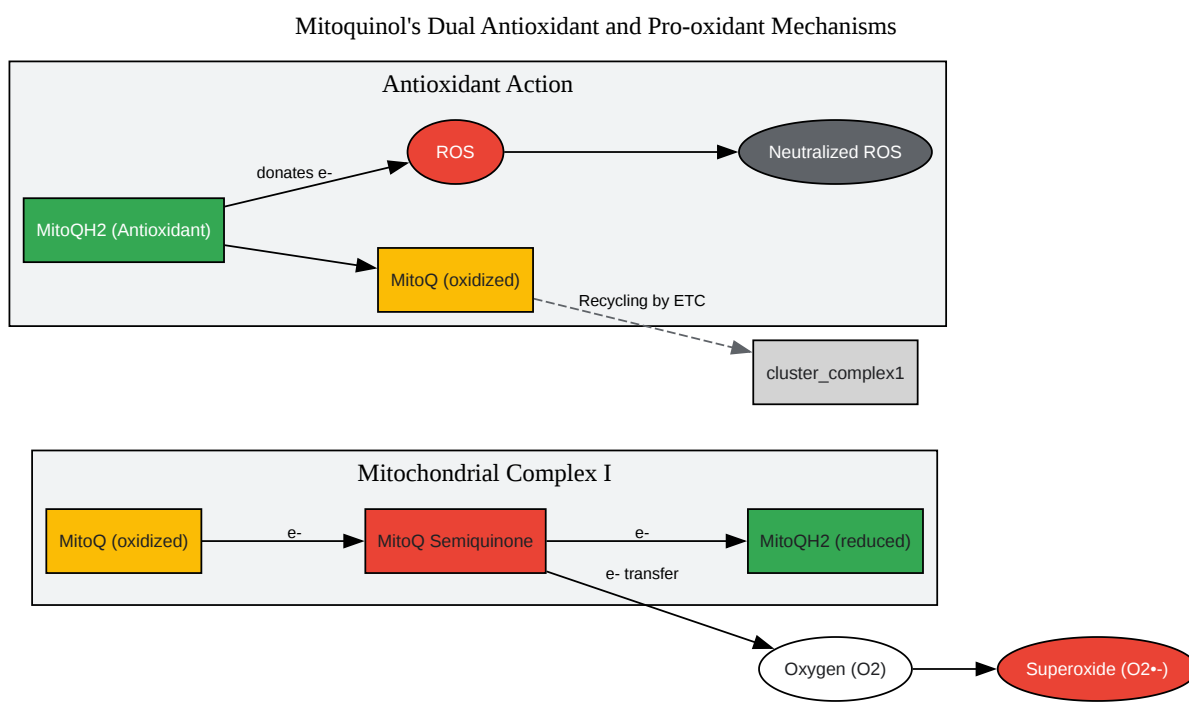 Mitoquinol's Dual Antioxidant and Pro-oxidant Mechanisms
Antioxidant Action
ROS
Neutralized ROS
donates e-
MitoQH2 (Antioxidant)
MitoQ (oxidized)
Recycling by ETC
cluster_complex1
Mitochondrial Complex I
MitoQ (oxidized)
e-
MitoQ Semiquinone
e-
MitoQH2 (reduced)
e- transfer
Oxygen (O2)
Superoxide (O2•-)